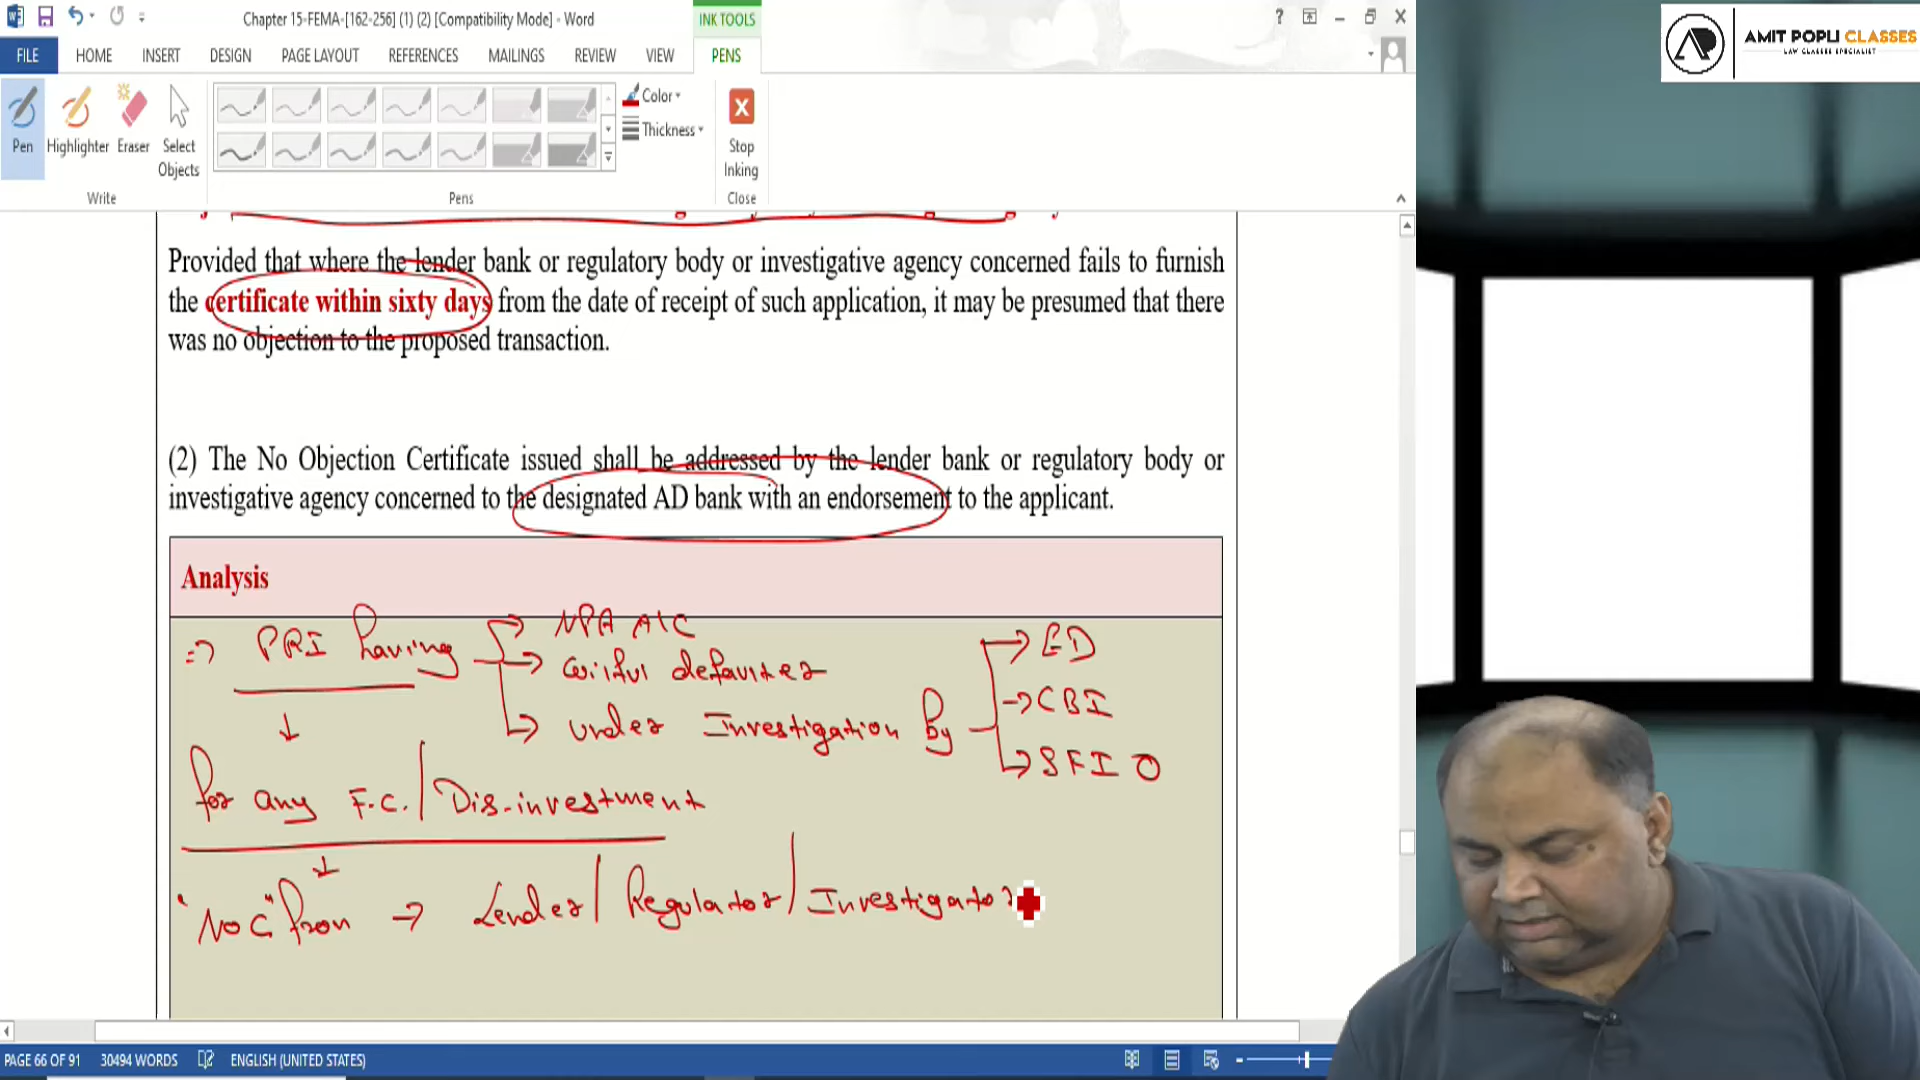 Chapter 15-FEMA-[162-256] (1) (2) [Compatibility Mode] - Word
INK TOOLS
FILE HOME INSERT DESIGN PAGE LAYOUT REFERENCES MAILINGS REVIEW VIEW PENS
Pen Highlighter Eraser Select Objects
Color
Thickness
Stop Inking
Write Pens Close
AMIT POPLI CLASSES
LAW CLASSES SPECIALIST
Provided that where the lender bank or regulatory body or investigative agency concerned fails to furnish
the certificate within sixty days from the date of receipt of such application, it may be presumed that there
was no objection to the proposed transaction.
(2) The No Objection Certificate issued shall be addressed by the lender bank or regulatory body or
investigative agency concerned to the designated AD bank with an endorsement to the applicant.
Analysis
=> PRI having → NPA A/C
→ wilful defaulter
→ under Investigation by → ED
→ CBI
→ SFIO
↓
for any F.C./Dis-investment
↓
"NOC" from → Lender/Regulator/Investigator
PAGE 66 OF 91 30494 WORDS ENGLISH (UNITED STATES)